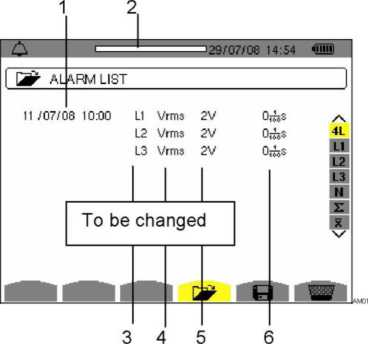 1 2
29/07/08 14:54
ALARM LIST
11/07/08 10:00 L1 Vrms 2V
L2 Vrms 2V
L3 Vrms 2V
4L
L1
L2
L3
N
Σ
x̄
To be changed
AM01
3 4 5 6